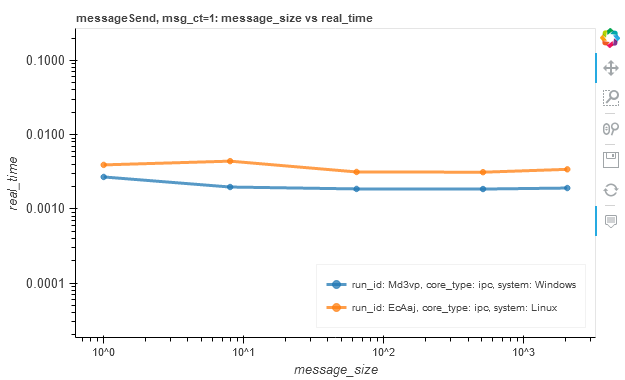 messageSend, msg_ct=1: message_size vs real_time
0.1000
0.0100
0.0010
0.0001
real_time
10^0
10^1
10^2
10^3
message_size
run_id: Md3vp, core_type: ipc, system: Windows
run_id: EcAaj, core_type: ipc, system: Linux